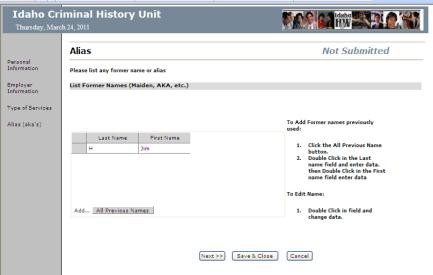 Idaho Criminal History Unit
Thursday, March 24, 2011
Idaho
HW
Alias
Not Submitted
Personal
Information
Employer
Information
Type of Services
Alias (aka's)
Please list any former name or alias
List Former Names (Maiden, AKA, etc.)
Last Name First Name
H Jim
Add... All Previous Names
To Add Former names previously
used:
1. Click the All Previous Name
button.
2. Double Click in the Last
name field and enter data.
then Double Click in the First
name field enter data
To Edit Name:
1. Double Click in field and
change data.
Next >> Save & Close Cancel